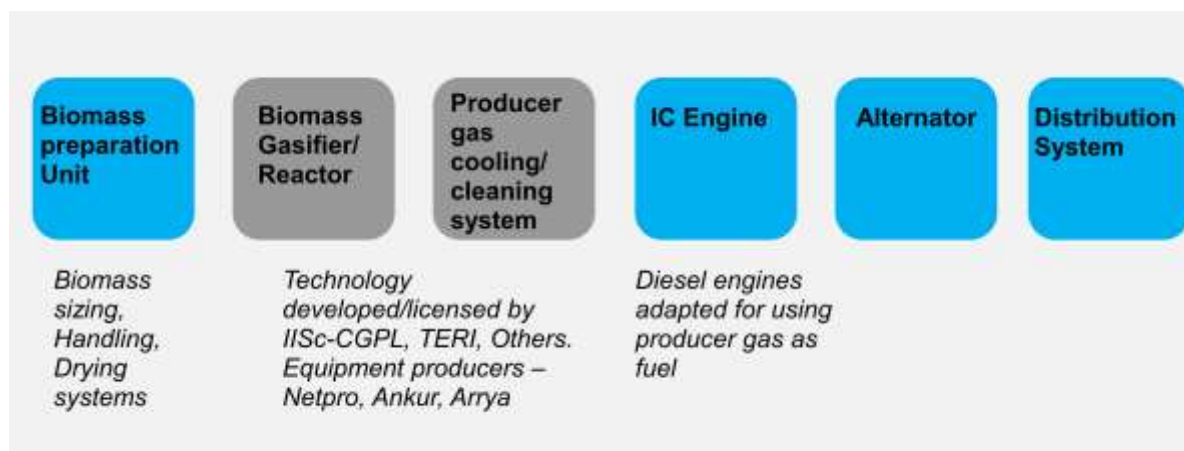 Biomass
preparation
Unit
Biomass
Gasifier/
Reactor
Producer
gas
cooling/
cleaning
system
IC Engine
Alternator
Distribution
System
Biomass
sizing,
Handling,
Drying
systems
Technology
developed/licensed by
IISc-CGPL, TERI, Others.
Equipment producers –
Netpro, Ankur, Arrya
Diesel engines
adapted for using
producer gas as
fuel